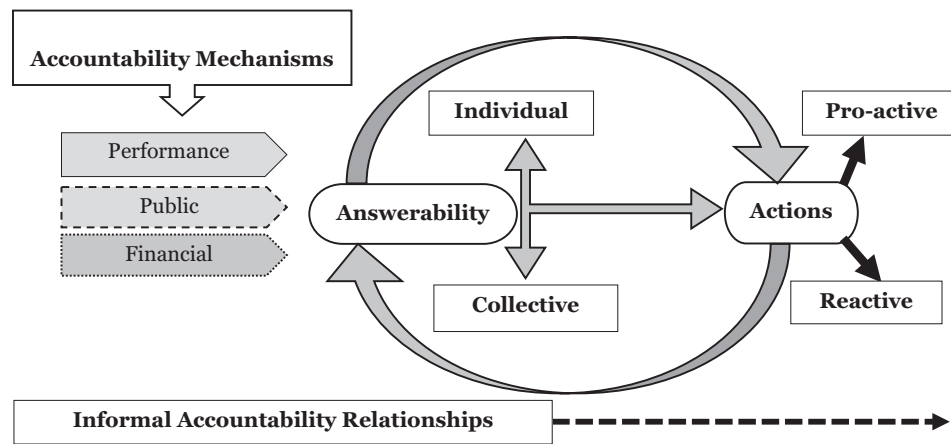 Accountability Mechanisms
Performance
Public
Financial
Individual
Answerability
Collective
Pro-active
Actions
Reactive
Informal Accountability Relationships